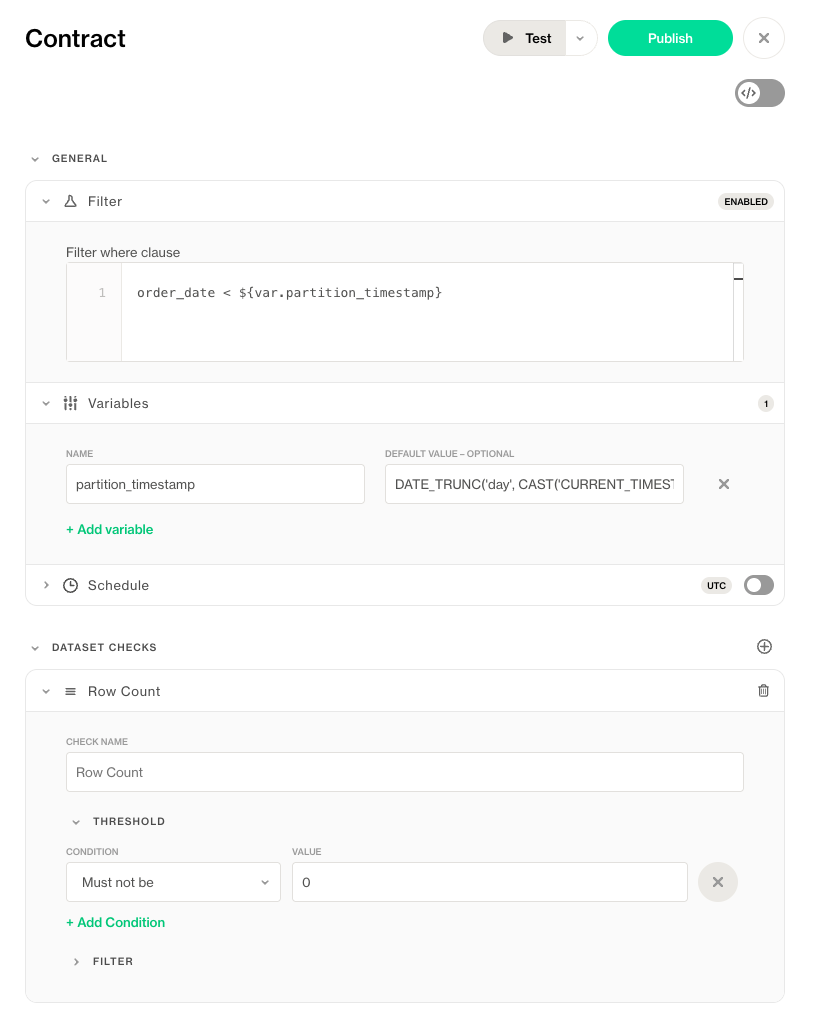 Contract
Test
Publish
</>
GENERAL
Filter
ENABLED
Filter where clause
1 order_date < ${var.partition_timestamp}
Variables
1
NAME DEFAULT VALUE – OPTIONAL
partition_timestamp DATE_TRUNC('day', CAST('CURRENT_TIMEST
+ Add variable
Schedule
UTC
DATASET CHECKS
Row Count
CHECK NAME
Row Count
THRESHOLD
CONDITION VALUE
Must not be 0
+ Add Condition
FILTER